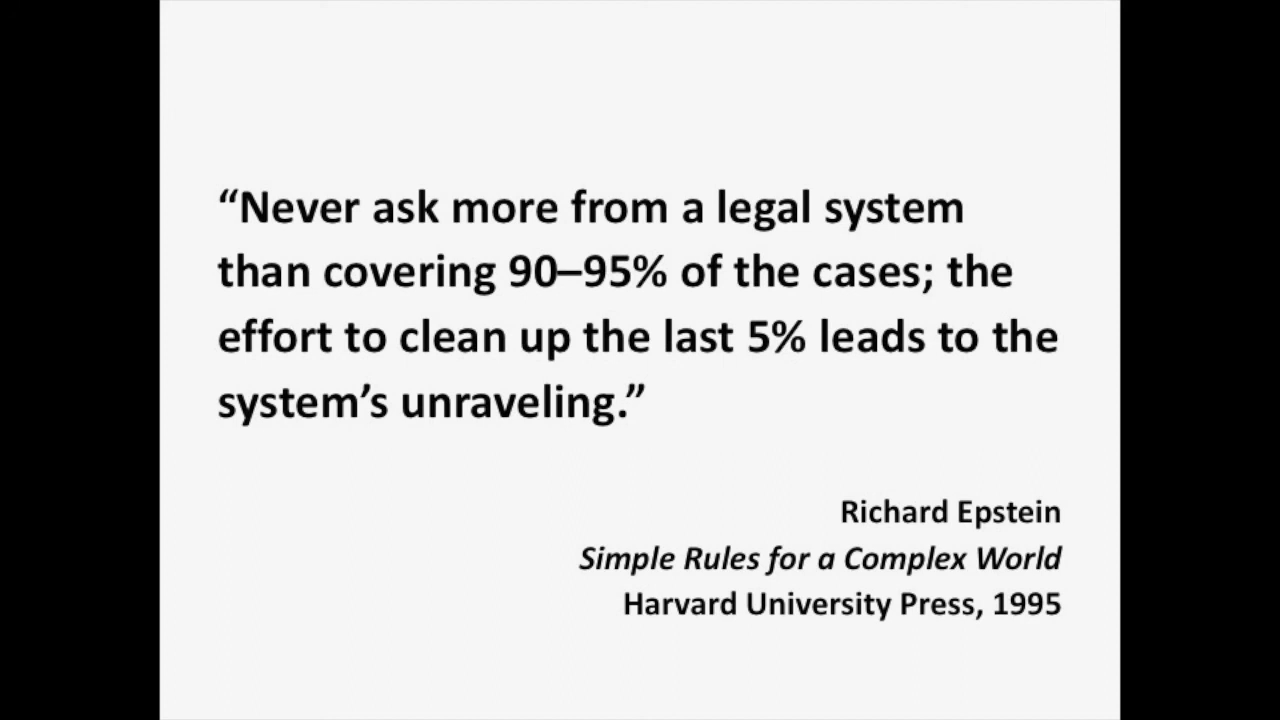 “Never ask more from a legal system
than covering 90–95% of the cases; the
effort to clean up the last 5% leads to the
system’s unraveling.”
Richard Epstein
Simple Rules for a Complex World
Harvard University Press, 1995